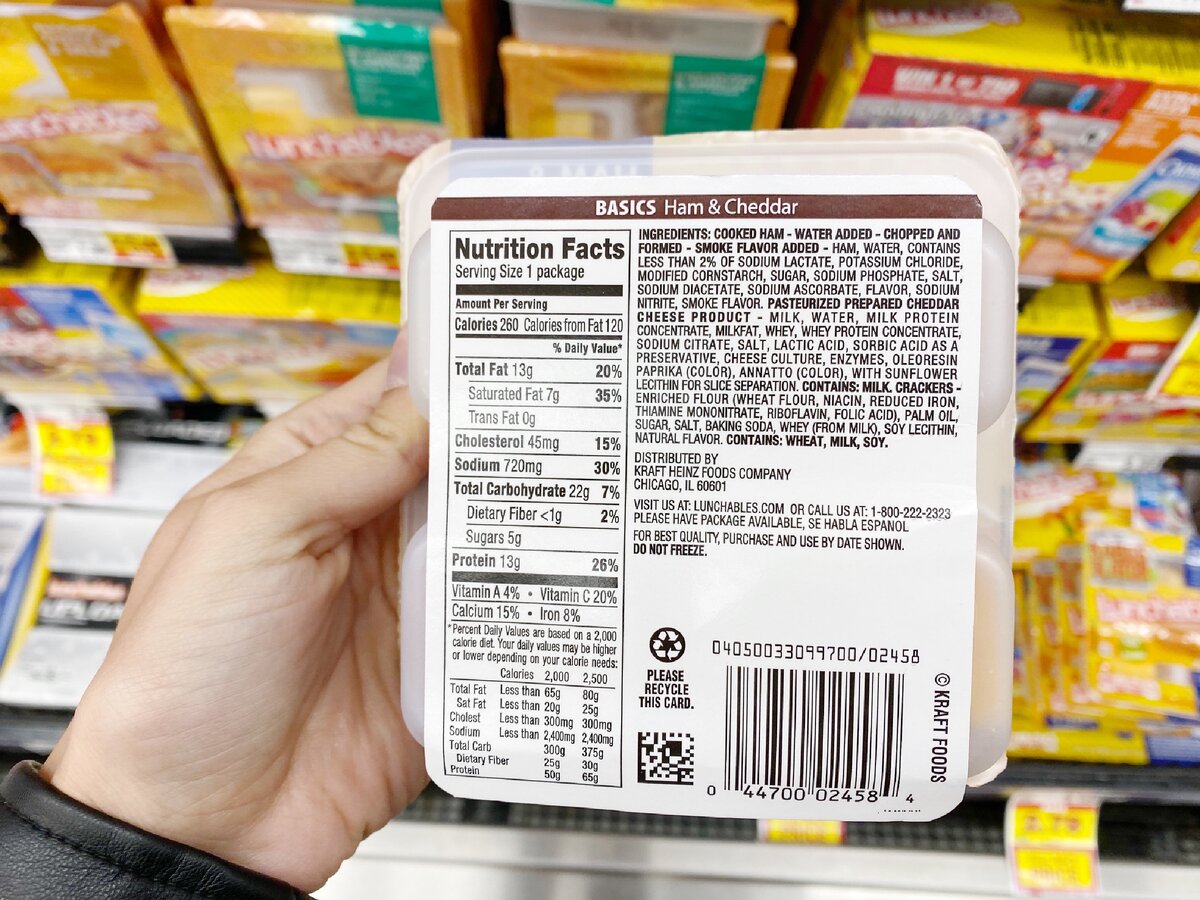 lunchables
lunchables
lunchables
BASICS Ham & Cheddar
Nutrition Facts
Serving Size 1 package
Amount Per Serving
Calories 260 Calories from Fat 120
% Daily Value*
Total Fat 13g 20%
Saturated Fat 7g 35%
Trans Fat 0g
Cholesterol 45mg 15%
Sodium 720mg 30%
Total Carbohydrate 22g 7%
Dietary Fiber <1g 2%
Sugars 5g
Protein 13g 26%
Vitamin A 4% • Vitamin C 20%
Calcium 15% • Iron 8%
*Percent Daily Values are based on a 2,000
calorie diet. Your daily values may be higher
or lower depending on your calorie needs:
Calories 2,000 2,500
Total Fat Less than 65g 80g
Sat Fat Less than 20g 25g
Cholest Less than 300mg 300mg
Sodium Less than 2,400mg 2,400mg
Total Carb 300g 375g
Dietary Fiber 25g 30g
Protein 50g 65g
INGREDIENTS: COOKED HAM - WATER ADDED - CHOPPED AND
FORMED - SMOKE FLAVOR ADDED - HAM, WATER, CONTAINS
LESS THAN 2% OF SODIUM LACTATE, POTASSIUM CHLORIDE,
MODIFIED CORNSTARCH, SUGAR, SODIUM PHOSPHATE, SALT,
SODIUM DIACETATE, SODIUM ASCORBATE, FLAVOR, SODIUM
NITRITE, SMOKE FLAVOR. PASTEURIZED PREPARED CHEDDAR
CHEESE PRODUCT - MILK, WATER, MILK PROTEIN
CONCENTRATE, MILKFAT, WHEY, WHEY PROTEIN CONCENTRATE,
SODIUM CITRATE, SALT, LACTIC ACID, SORBIC ACID AS A
PRESERVATIVE, CHEESE CULTURE, ENZYMES, OLEORESIN
PAPRIKA (COLOR), ANNATTO (COLOR), WITH SUNFLOWER
LECITHIN FOR SLICE SEPARATION. CONTAINS: MILK. CRACKERS -
ENRICHED FLOUR (WHEAT FLOUR, NIACIN, REDUCED IRON,
THIAMINE MONONITRATE, RIBOFLAVIN, FOLIC ACID), PALM OIL,
SUGAR, SALT, BAKING SODA, WHEY (FROM MILK), SOY LECITHIN,
NATURAL FLAVOR. CONTAINS: WHEAT, MILK, SOY.
DISTRIBUTED BY
KRAFT HEINZ FOODS COMPANY
CHICAGO, IL 60601
VISIT US AT: LUNCHABLES.COM OR CALL US AT: 1-800-222-2323
PLEASE HAVE PACKAGE AVAILABLE, SE HABLA ESPANOL
FOR BEST QUALITY, PURCHASE AND USE BY DATE SHOWN.
DO NOT FREEZE.
PLEASE
RECYCLE
THIS CARD.
04050033099700/02458
0 44700 02458 4
© KRAFT FOODS